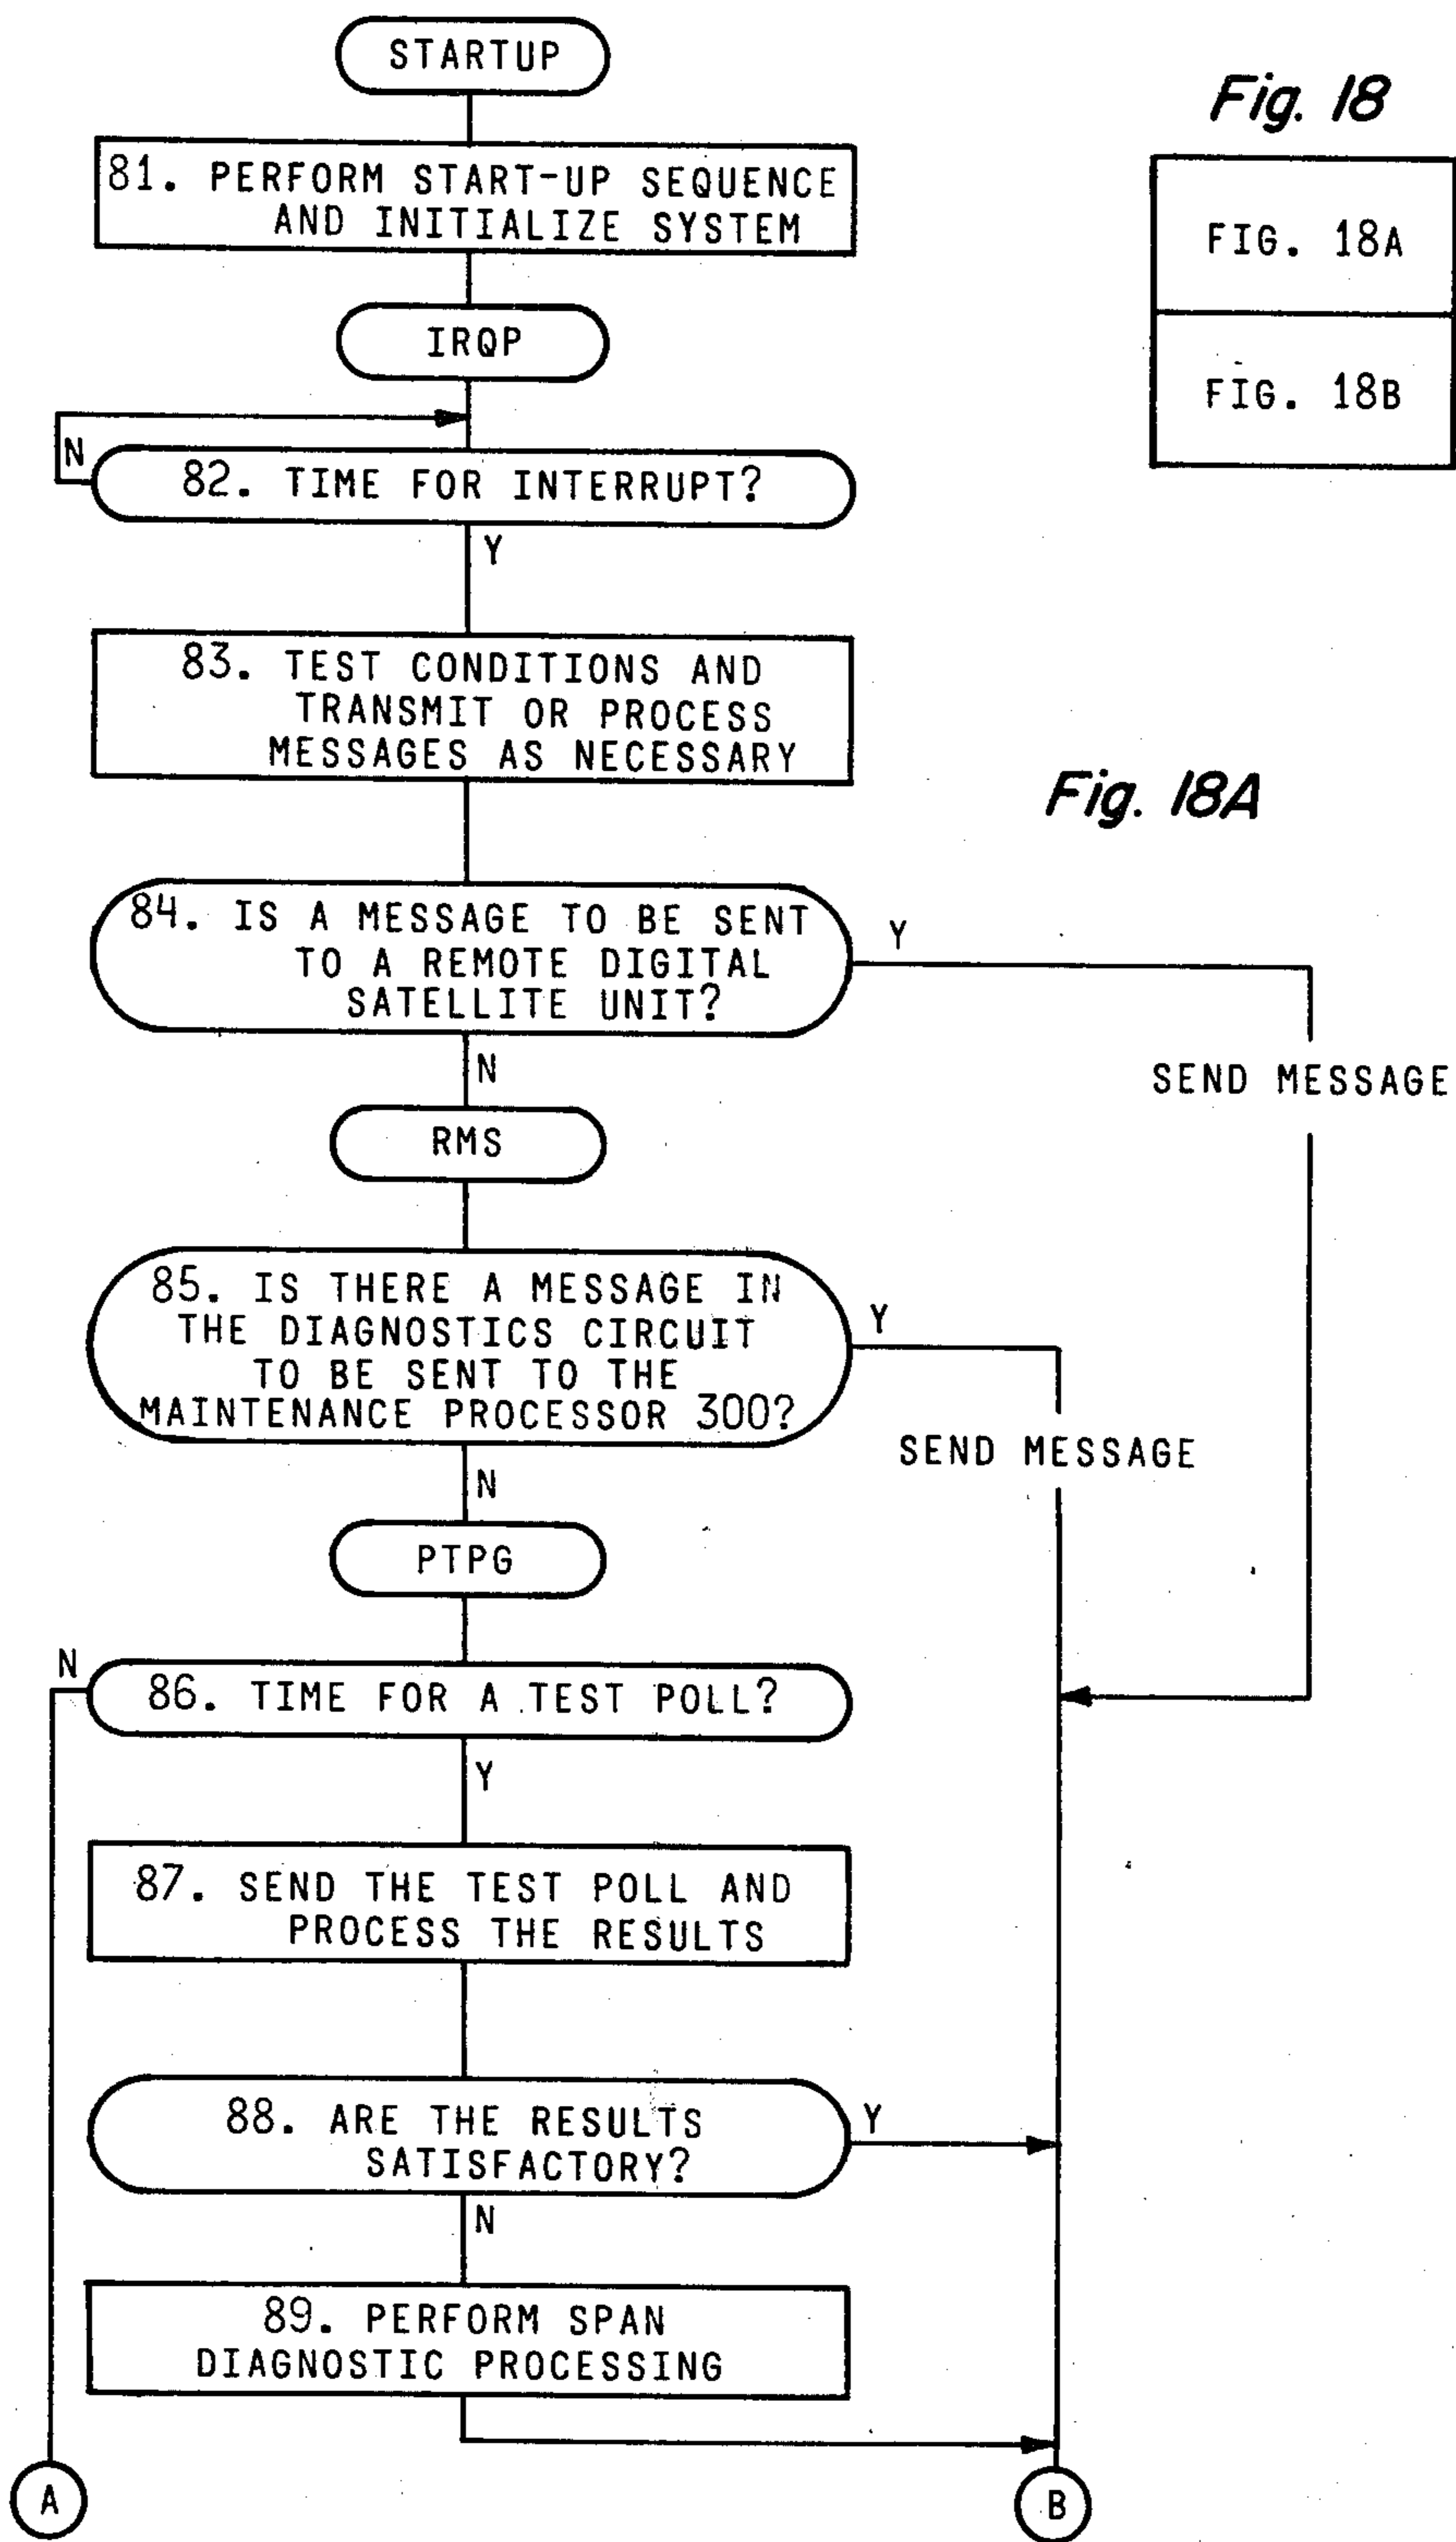 STARTUP
Fig. 18
FIG. 18A
FIG. 18B
81. PERFORM START-UP SEQUENCE
AND INITIALIZE SYSTEM
IRQP
N
82. TIME FOR INTERRUPT?
Y
83. TEST CONDITIONS AND
TRANSMIT OR PROCESS
MESSAGES AS NECESSARY
Fig. 18A
84. IS A MESSAGE TO BE SENT
TO A REMOTE DIGITAL
SATELLITE UNIT?
Y
SEND MESSAGE
N
RMS
85. IS THERE A MESSAGE IN
THE DIAGNOSTICS CIRCUIT
TO BE SENT TO THE
MAINTENANCE PROCESSOR 300?
Y
SEND MESSAGE
N
PTPG
N
86. TIME FOR A TEST POLL?
Y
87. SEND THE TEST POLL AND
PROCESS THE RESULTS
88. ARE THE RESULTS
SATISFACTORY?
Y
N
89. PERFORM SPAN
DIAGNOSTIC PROCESSING
A
B